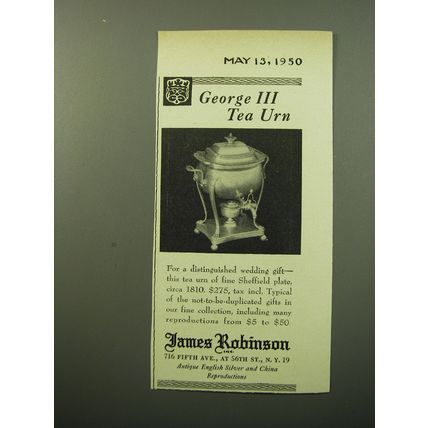 MAY 13, 1950
George III
Tea Urn
For a distinguished wedding gift—
this tea urn of fine Sheffield plate,
circa 1810. $275, tax incl. Typical
of the not-to-be-duplicated gifts in
our fine collection, including many
reproductions from $5 to $50.
James Robinson
INC.
716 FIFTH AVE., AT 56TH ST., N. Y. 19
Antique English Silver and China
Reproductions